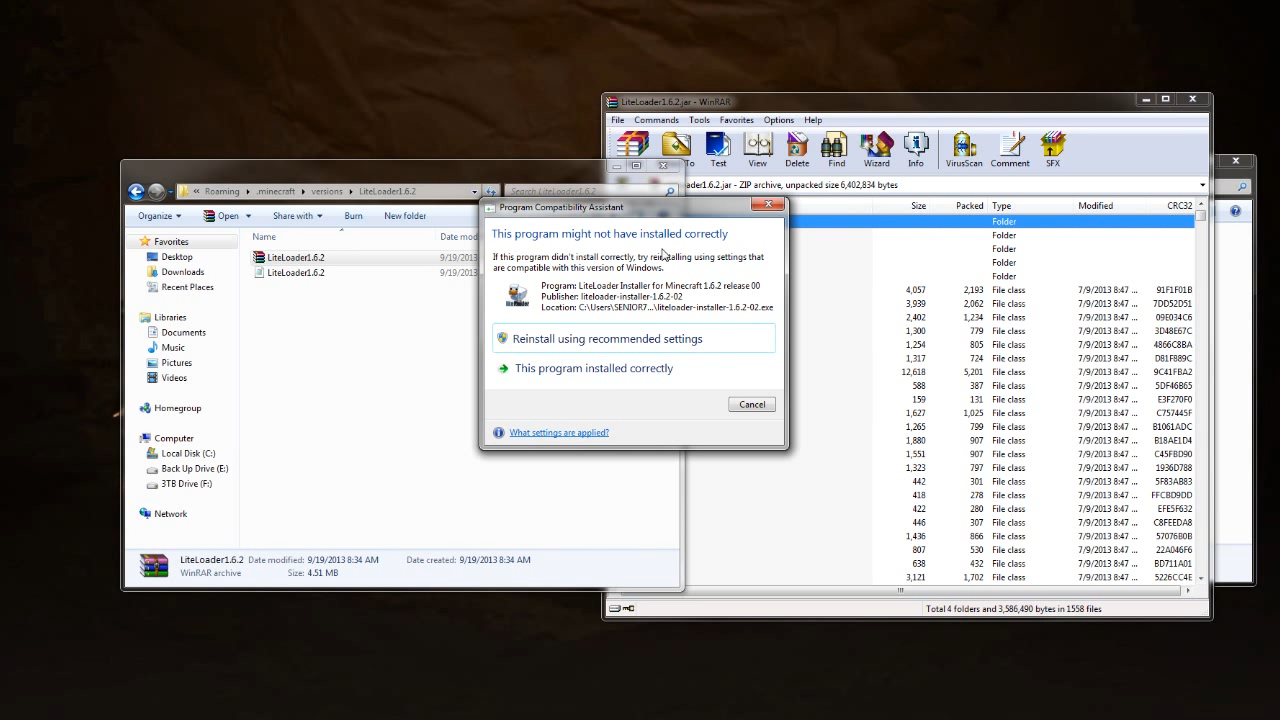 LiteLoader1.6.2.jar - WinRAR
File Commands Tools Favorites Options Help
To Test View Delete Find Wizard Info VirusScan Comment SFX
1.6.2.jar - ZIP archive, unpacked size 6,402,834 bytes
Size Packed Type Modified CRC32
Folder
Folder
Folder
Folder
Folder
4,057 2,193 File class 7/9/2013 8:47 ... 91F1F01B
3,939 2,062 File class 7/9/2013 8:47 ... 7DD52D51
2,402 1,234 File class 7/9/2013 8:47 ... 09E034C6
1,300 779 File class 7/9/2013 8:47 ... 3D48E67C
1,254 805 File class 7/9/2013 8:47 ... 4866C8BA
1,317 724 File class 7/9/2013 8:47 ... D81F889C
12,618 5,201 File class 7/9/2013 8:47 ... 9C41FBA2
588 387 File class 7/9/2013 8:47 ... 5DF46B65
159 131 File class 7/9/2013 8:47 ... E3F270F0
1,627 1,025 File class 7/9/2013 8:47 ... C757445F
1,265 799 File class 7/9/2013 8:47 ... B1061ADC
1,880 907 File class 7/9/2013 8:47 ... B18AE1D4
1,551 907 File class 7/9/2013 8:47 ... C45FBD90
1,323 797 File class 7/9/2013 8:47 ... 1936D788
442 301 File class 7/9/2013 8:47 ... 5F83AB83
418 278 File class 7/9/2013 8:47 ... FFCBD9DD
422 280 File class 7/9/2013 8:47 ... EFE5F632
446 307 File class 7/9/2013 8:47 ... C8FEEDA8
1,436 866 File class 7/9/2013 8:47 ... 57076B0B
807 530 File class 7/9/2013 8:47 ... 22A046F6
638 432 File class 7/9/2013 8:47 ... BD711A01
3,121 1,702 File class 7/9/2013 8:47 ... 5226CC4E
Total 4 folders and 3,586,490 bytes in 1558 files
« Roaming .minecraft versions LiteLoader1.6.2
Search LiteLoader1.6.2
Organize Open Share with Burn New folder
Favorites
Desktop
Downloads
Recent Places
Libraries
Documents
Music
Pictures
Videos
Homegroup
Computer
Local Disk (C:)
Back Up Drive (E:)
3TB Drive (F:)
Network
Name Date mod
LiteLoader1.6.2 9/19/2013
LiteLoader1.6.2 9/19/2013
LiteLoader1.6.2 Date modified: 9/19/2013 8:34 AM Date created: 9/19/2013 8:34 AM
WinRAR archive Size: 4.51 MB
Program Compatibility Assistant
This program might not have installed correctly
If this program didn't install correctly, try reinstalling using settings that
are compatible with this version of Windows.
Program: LiteLoader Installer for Minecraft 1.6.2 release 00
Publisher: liteloader-installer-1.6.2-02
Location: C:\Users\SENIOR7...\liteloader-installer-1.6.2-02.exe
Reinstall using recommended settings
This program installed correctly
Cancel
What settings are applied?